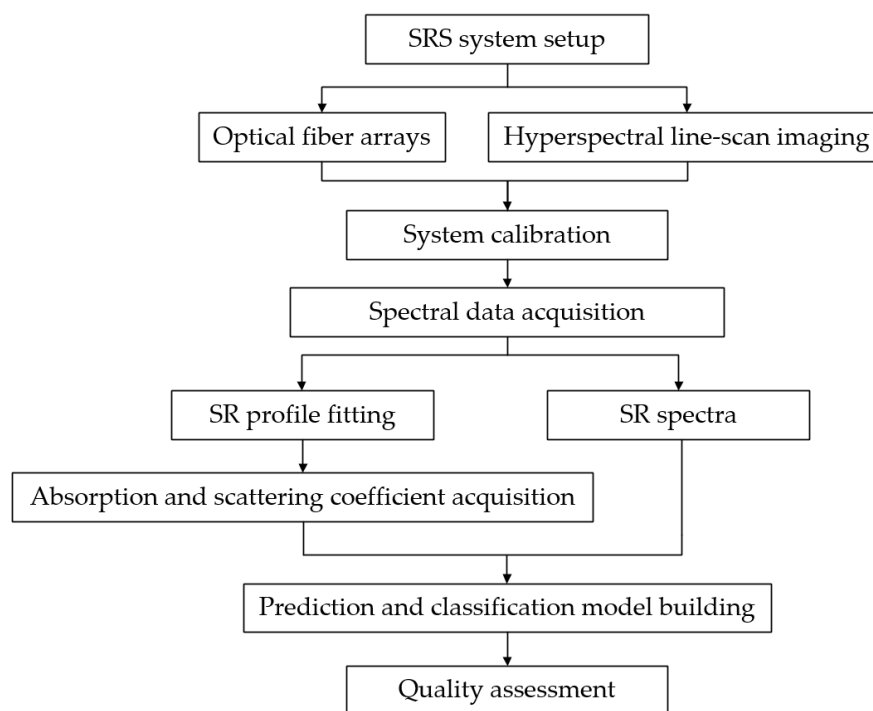 SRS system setup
Optical fiber arrays
Hyperspectral line-scan imaging
System calibration
Spectral data acquisition
SR profile fitting
SR spectra
Absorption and scattering coefficient acquisition
Prediction and classification model building
Quality assessment